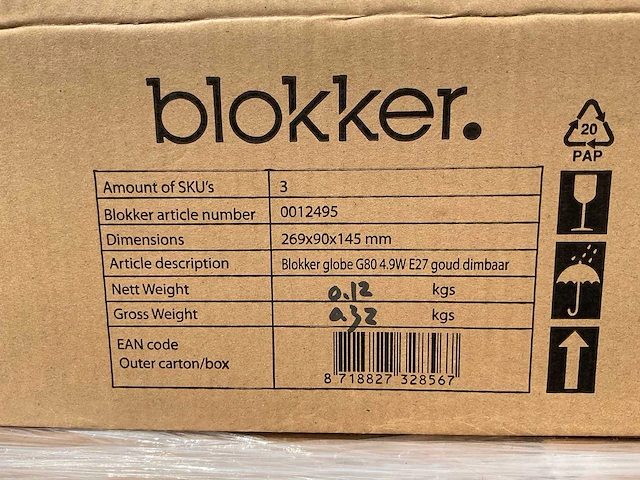 blokker.
20
PAP
Amount of SKU's 3
Blokker article number 0012495
Dimensions 269x90x145 mm
Article description Blokker globe G80 4.9W E27 goud dimbaar
Nett Weight 0.12 kgs
Gross Weight 0.32 kgs
EAN code
Outer carton/box
8 718827 328567